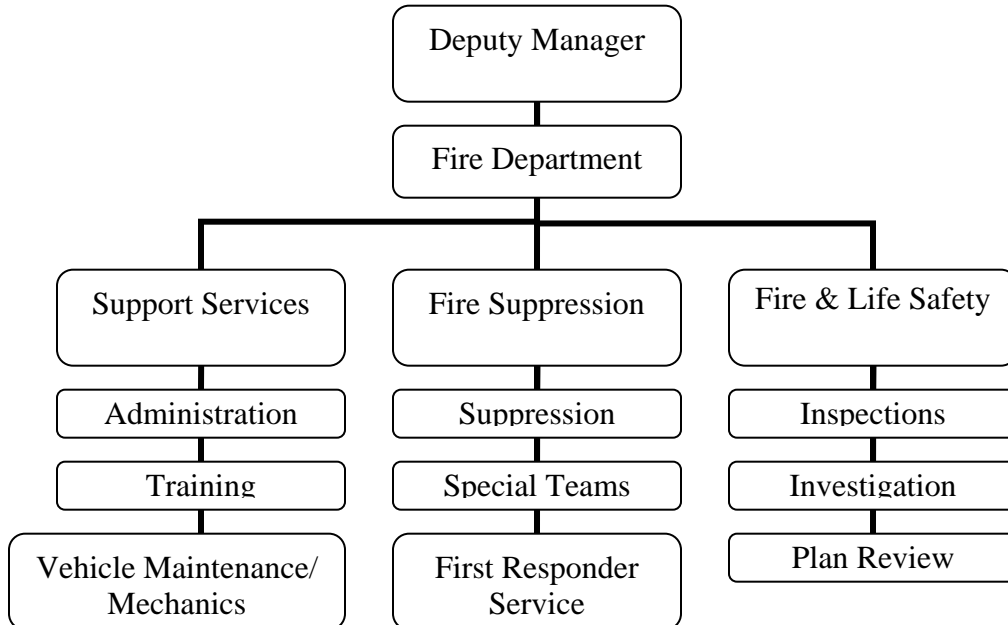 Deputy Manager
Fire Department
Support Services
Fire Suppression
Fire & Life Safety
Administration
Suppression
Inspections
Training
Special Teams
Investigation
Vehicle Maintenance/
Mechanics
First Responder
Service
Plan Review